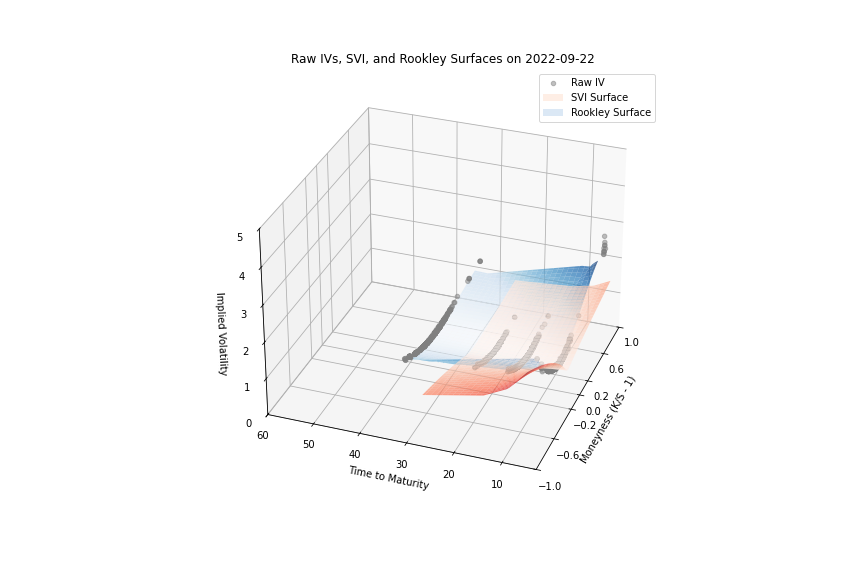 Raw IVs, SVI, and Rookley Surfaces on 2022-09-22
Raw IV
SVI Surface
Rookley Surface
5
4
3
2
1
0
Implied Volatility
60
50
40
30
20
10
Time to Maturity
1.0
0.6
0.2
0.0
−0.2
−0.6
−1.0
Moneyness (K/S - 1)